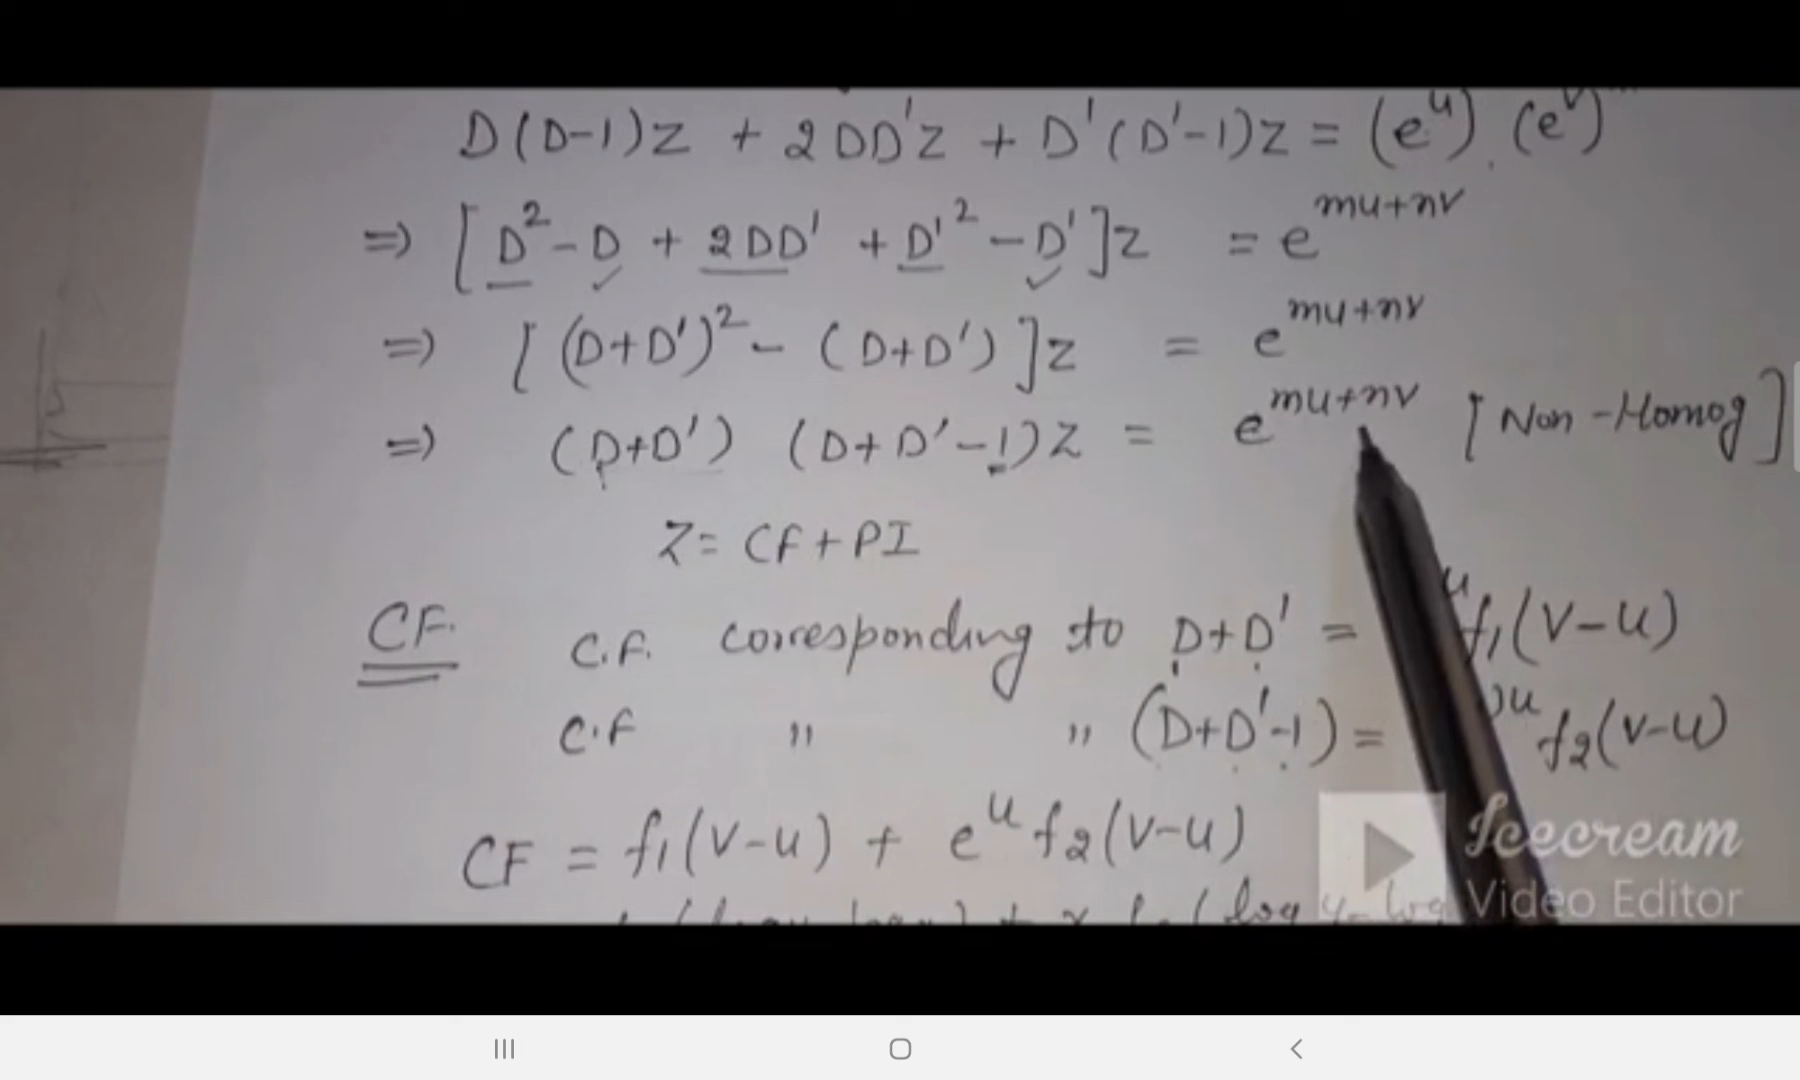 D(D-1)z + 2DD'z + D'(D'-1)z = (e^u) . (e^v)
=> [D^2 - D + 2DD' + D'^2 - D']z = e^{mu+nv}
=> [(D+D')^2 - (D+D')]z = e^{mu+nv}
=> (D+D') (D+D'-1)z = e^{mu+nv} [Non-Homog]
Z = CF + PI
CF. C.F. corresponding to D+D' = f1(v-u)
C.F " " (D+D'-1) = f2(v-u)
CF = f1(v-u) + e^u f2(v-u)
Icecream
Video Editor